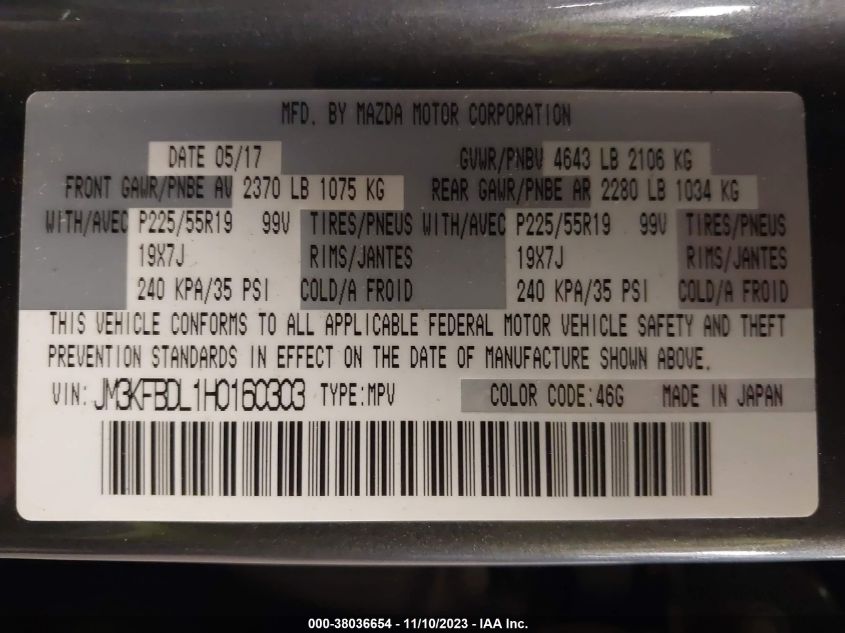 MFD. BY MAZDA MOTOR CORPORATION
DATE 05/17 GVWR/PNBV 4643 LB 2106 KG
FRONT GAWR/PNBE AV 2370 LB 1075 KG REAR GAWR/PNBE AR 2280 LB 1034 KG
WITH/AVEC P225/55R19 99V TIRES/PNEUS WITH/AVEC P225/55R19 99V TIRES/PNEUS
19X7J RIMS/JANTES 19X7J RIMS/JANTES
240 KPA/35 PSI COLD/A FROID 240 KPA/35 PSI COLD/A FROID
THIS VEHICLE CONFORMS TO ALL APPLICABLE FEDERAL MOTOR VEHICLE SAFETY AND THEFT
PREVENTION STANDARDS IN EFFECT ON THE DATE OF MANUFACTURE SHOWN ABOVE.
VIN: JM3KFBDL1H0160303 TYPE:MPV COLOR CODE:46G MADE IN JAPAN
000-38036654 - 11/10/2023 - IAA Inc.